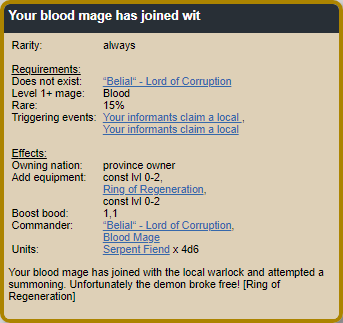 Your blood mage has joined wit
Rarity: always
Requirements:
Does not exist: “Belial“ - Lord of Corruption
Level 1+ mage: Blood
Rare: 15%
Triggering events: Your informants claim a local ,
Your informants claim a local
Effects:
Owning nation: province owner
Add equipment: const lvl 0-2,
Ring of Regeneration,
const lvl 0-2
Boost bood: 1,1
Commander: “Belial“ - Lord of Corruption,
Blood Mage
Units: Serpent Fiend x 4d6
Your blood mage has joined with the local warlock and attempted a
summoning. Unfortunately the demon broke free! [Ring of
Regeneration]